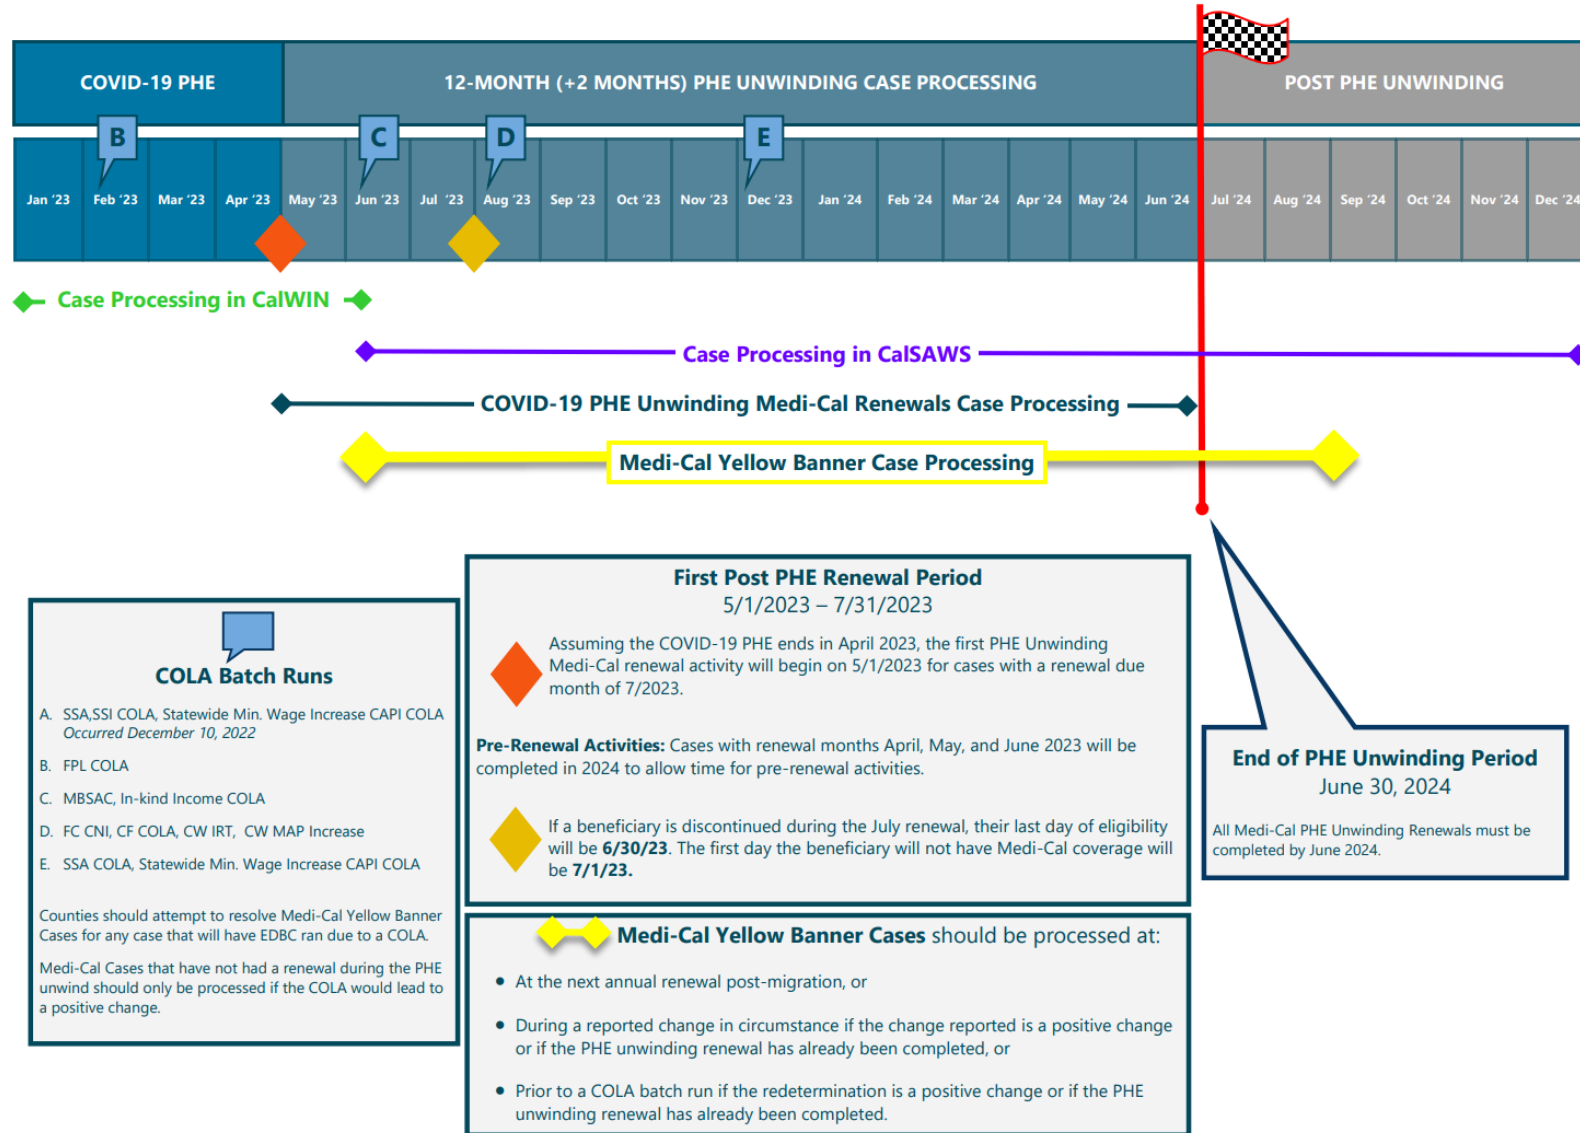 COVID-19 PHE
12-MONTH (+2 MONTHS) PHE UNWINDING CASE PROCESSING
POST PHE UNWINDING
B
C
D
E
Jan ‘23
Feb ‘23
Mar ‘23
Apr ‘23
May ‘23
Jun ‘23
Jul ‘23
Aug ‘23
Sep ‘23
Oct ‘23
Nov ‘23
Dec ‘23
Jan ‘24
Feb ‘24
Mar ‘24
Apr ‘24
May ‘24
Jun ‘24
Jul ‘24
Aug ‘24
Sep ‘24
Oct ‘24
Nov ‘24
Dec ‘24
Case Processing in CalWIN
Case Processing in CalSAWS
COVID-19 PHE Unwinding Medi-Cal Renewals Case Processing
Medi-Cal Yellow Banner Case Processing
COLA Batch Runs
A. SSA,SSI COLA, Statewide Min. Wage Increase CAPI COLA
Occurred December 10, 2022
B. FPL COLA
C. MBSAC, In-kind Income COLA
D. FC CNI, CF COLA, CW IRT, CW MAP Increase
E. SSA COLA, Statewide Min. Wage Increase CAPI COLA
Counties should attempt to resolve Medi-Cal Yellow Banner
Cases for any case that will have EDBC ran due to a COLA.
Medi-Cal Cases that have not had a renewal during the PHE
unwind should only be processed if the COLA would lead to
a positive change.
First Post PHE Renewal Period
5/1/2023 – 7/31/2023
Assuming the COVID-19 PHE ends in April 2023, the first PHE Unwinding
Medi-Cal renewal activity will begin on 5/1/2023 for cases with a renewal due
month of 7/2023.
Pre-Renewal Activities: Cases with renewal months April, May, and June 2023 will be
completed in 2024 to allow time for pre-renewal activities.
If a beneficiary is discontinued during the July renewal, their last day of eligibility
will be 6/30/23. The first day the beneficiary will not have Medi-Cal coverage will
be 7/1/23.
Medi-Cal Yellow Banner Cases should be processed at:
• At the next annual renewal post-migration, or
• During a reported change in circumstance if the change reported is a positive change
or if the PHE unwinding renewal has already been completed, or
• Prior to a COLA batch run if the redetermination is a positive change or if the PHE
unwinding renewal has already been completed.
End of PHE Unwinding Period
June 30, 2024
All Medi-Cal PHE Unwinding Renewals must be
completed by June 2024.